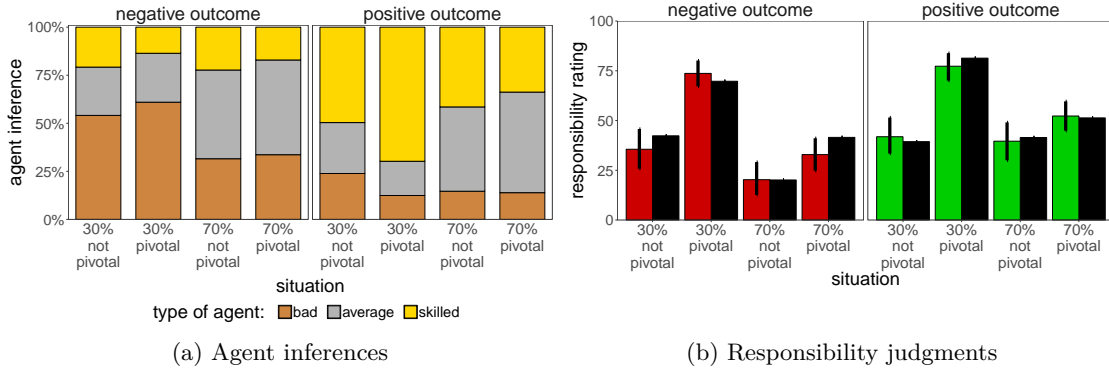 negative outcome positive outcome
100%
75%
50%
25%
0%
agent inference
30% not pivotal 30% pivotal 70% not pivotal 70% pivotal 30% not pivotal 30% pivotal 70% not pivotal 70% pivotal
situation
type of agent: bad average skilled
(a) Agent inferences
negative outcome positive outcome
100
75
50
25
0
responsibility rating
30% not pivotal 30% pivotal 70% not pivotal 70% pivotal 30% not pivotal 30% pivotal 70% not pivotal 70% pivotal
situation
(b) Responsibility judgments